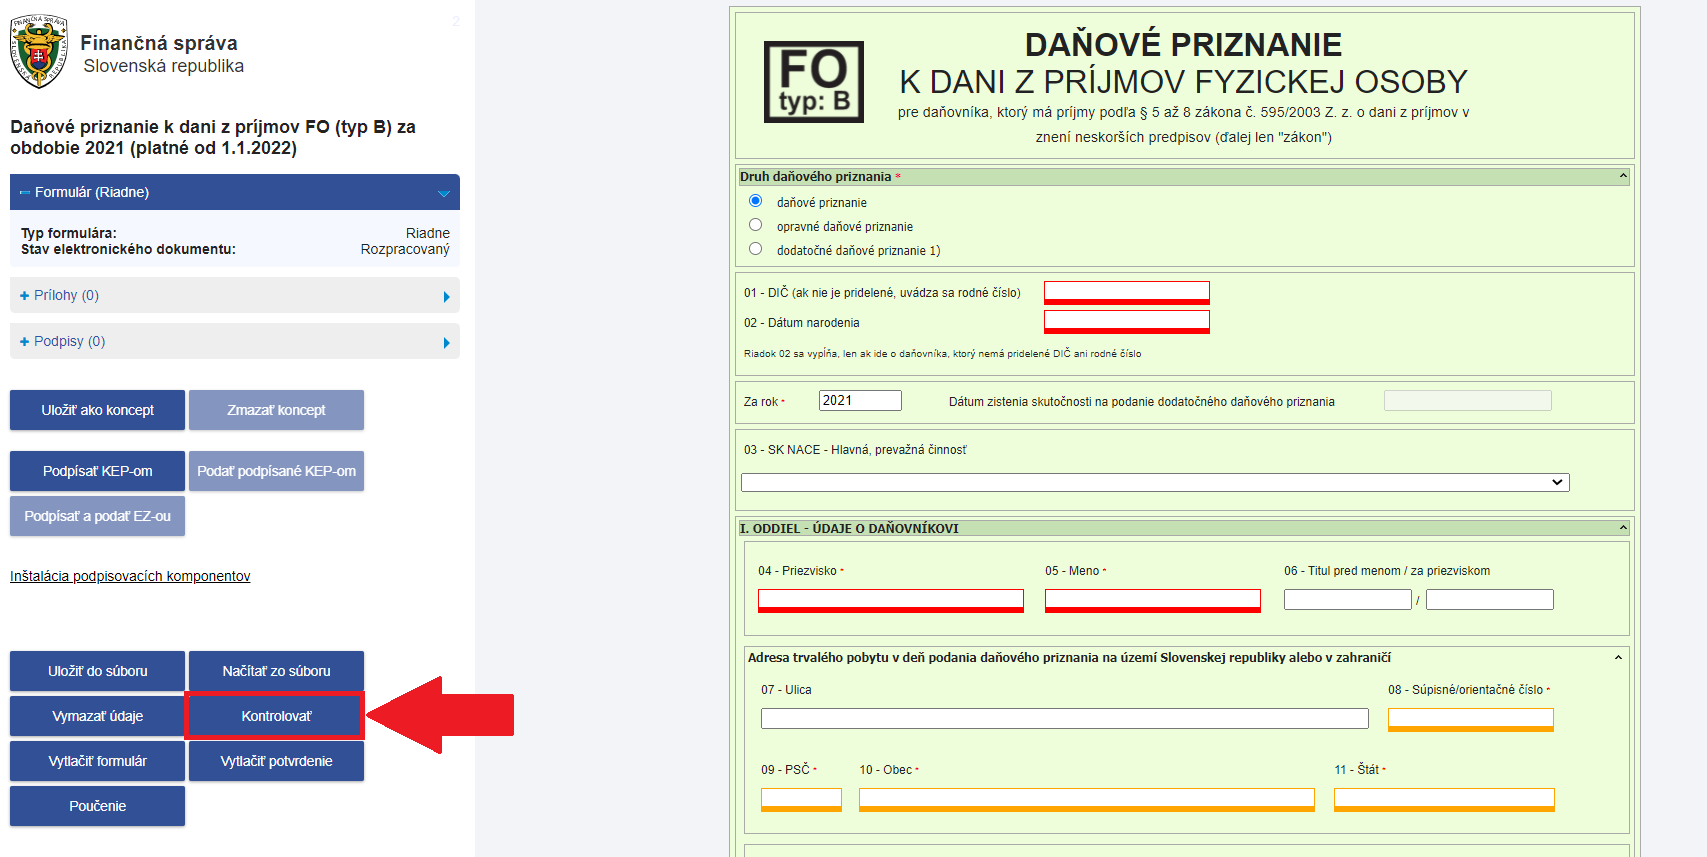 2
FINANČNÁ SPRÁVA
SLOVENSKÁ REPUBLIKA
Finančná správa
Slovenská republika
Daňové priznanie k dani z príjmov FO (typ B) za
obdobie 2021 (platné od 1.1.2022)
Formulár (Riadne)
Typ formulára: Riadne
Stav elektronického dokumentu: Rozpracovaný
+ Prílohy (0)
+ Podpisy (0)
Uložiť ako koncept Zmazať koncept
Podpísať KEP-om Podať podpísané KEP-om
Podpísať a podať EZ-ou
Inštalácia podpisovacích komponentov
Uložiť do súboru Načítať zo súboru
Vymazať údaje Kontrolovať
Vytlačiť formulár Vytlačiť potvrdenie
Poučenie
FO
typ: B
DAŇOVÉ PRIZNANIE
K DANI Z PRÍJMOV FYZICKEJ OSOBY
pre daňovníka, ktorý má príjmy podľa § 5 až 8 zákona č. 595/2003 Z. z. o dani z príjmov v
znení neskorších predpisov (ďalej len "zákon")
Druh daňového priznania *
daňové priznanie
opravné daňové priznanie
dodatočné daňové priznanie 1)
01 - DIČ (ak nie je pridelené, uvádza sa rodné číslo)
02 - Dátum narodenia
Riadok 02 sa vypĺňa, len ak ide o daňovníka, ktorý nemá pridelené DIČ ani rodné číslo
Za rok * 2021 Dátum zistenia skutočnosti na podanie dodatočného daňového priznania
03 - SK NACE - Hlavná, prevažná činnosť
I. ODDIEL - ÚDAJE O DAŇOVNÍKOVI
04 - Priezvisko * 05 - Meno * 06 - Titul pred menom / za priezviskom
/
Adresa trvalého pobytu v deň podania daňového priznania na území Slovenskej republiky alebo v zahraničí
07 - Ulica 08 - Súpisné/orientačné číslo *
09 - PSČ * 10 - Obec * 11 - Štát *